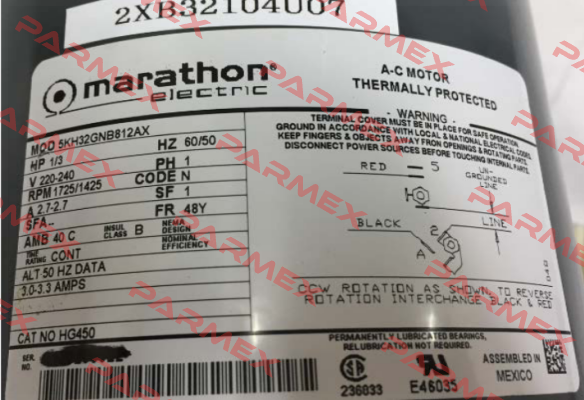 2XB32104U07
marathon®
electric
A-C MOTOR
THERMALLY PROTECTED
MOD 5KH32GNB812AX
HP 1/3 HZ 60/50
V 220-240 PH 1
RPM 1725/1425 CODE N
A 2.7-2.7 SF 1
SFA -- FR 48Y
AMB 40 C INSUL CLASS B NEMA DESIGN
TIME RATING CONT NOMINAL EFFICIENCY
ALT 50 HZ DATA
3.0-3.3 AMPS
CAT NO HG450
SER. NO.
WARNING
TERMINAL COVER MUST BE IN PLACE FOR SAFE OPERATION.
GROUND IN ACCORDANCE WITH LOCAL & NATIONAL ELECTRICAL CODES.
KEEP FINGERS & OBJECTS AWAY FROM OPENINGS & ROTATING PARTS.
DISCONNECT POWER SOURCES BEFORE TOUCHING INTERNAL PARTS.
RED 5 UN-
GROUNDED
LINE
BLACK 2 LINE
A
CCW ROTATION AS SHOWN TO REVERSE
ROTATION INTERCHANGE BLACK & RED
PERMANENTLY LUBRICATED BEARINGS,
RELUBRICATION NOT REQUIRED.
236033 E46035
ASSEMBLED IN
MEXICO
PARMEX.COM